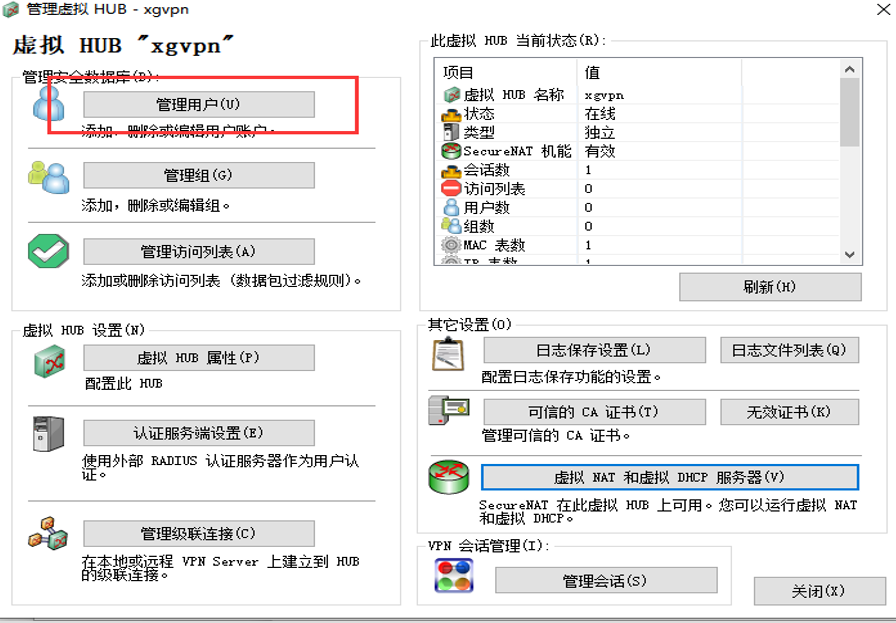 管理虚拟 HUB - xgvpn
虚拟 HUB "xgvpn"
管理安全数据库(D):
管理用户(U)
添加，删除或编辑用户账户。
管理组(G)
添加，删除或编辑组。
管理访问列表(A)
添加或删除访问列表 (数据包过滤规则)。
虚拟 HUB 设置(N)
虚拟 HUB 属性(P)
配置此 HUB
认证服务端设置(E)
使用外部 RADIUS 认证服务器作为用户认
证。
管理级联连接(C)
在本地或远程 VPN Server 上建立到 HUB
的级联连接。
此虚拟 HUB 当前状态(R):
项目 值
虚拟 HUB 名称 xgvpn
状态 在线
类型 独立
SecureNAT 机能 有效
会话数 1
访问列表 0
用户数 0
组数 0
MAC 表数 1
IP 表数 1
刷新(H)
其它设置(O)
日志保存设置(L) 日志文件列表(Q)
配置日志保存功能的设置。
可信的 CA 证书(T) 无效证书(K)
管理可信的 CA 证书。
虚拟 NAT 和虚拟 DHCP 服务器(V)
SecureNAT 在此虚拟 HUB 上可用。您可以运行虚拟 NAT
和虚拟 DHCP。
VPN 会话管理(I):
管理会话(S)
关闭(X)